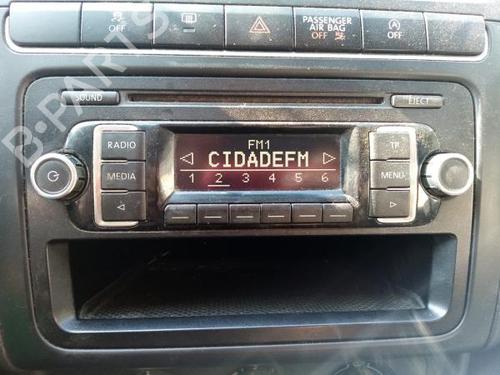 OFF
PASSENGER
AIR BAG
OFF
OFF
SOUND
EJECT
RADIO
FM1
TP
CIDADEFM
MEDIA
1 2 3 4 5 6
MENU
B-PARTS